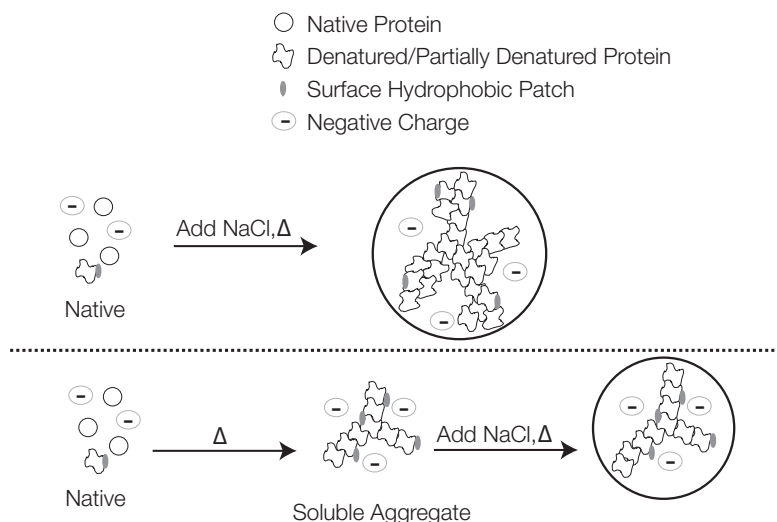 Native Protein
Denatured/Partially Denatured Protein
Surface Hydrophobic Patch
Negative Charge
Add NaCl,Δ
Native
Δ
Add NaCl,Δ
Native
Soluble Aggregate